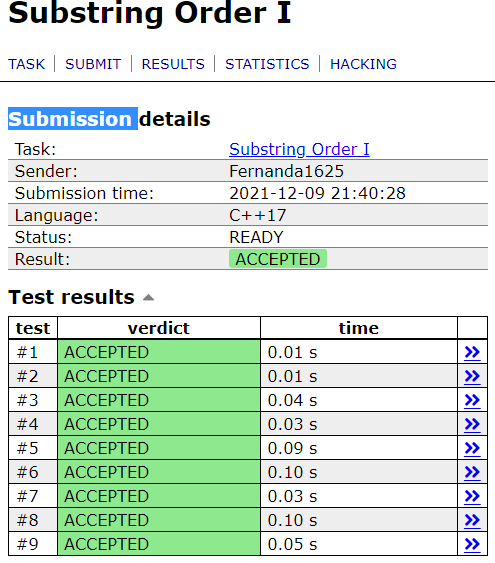 Substring Order I
TASK | SUBMIT | RESULTS | STATISTICS | HACKING
Submission details
Task: Substring Order I
Sender: Fernanda1625
Submission time: 2021-12-09 21:40:28
Language: C++17
Status: READY
Result: ACCEPTED
Test results
test verdict time
#1 ACCEPTED 0.01 s
#2 ACCEPTED 0.01 s
#3 ACCEPTED 0.04 s
#4 ACCEPTED 0.03 s
#5 ACCEPTED 0.09 s
#6 ACCEPTED 0.10 s
#7 ACCEPTED 0.03 s
#8 ACCEPTED 0.10 s
#9 ACCEPTED 0.05 s